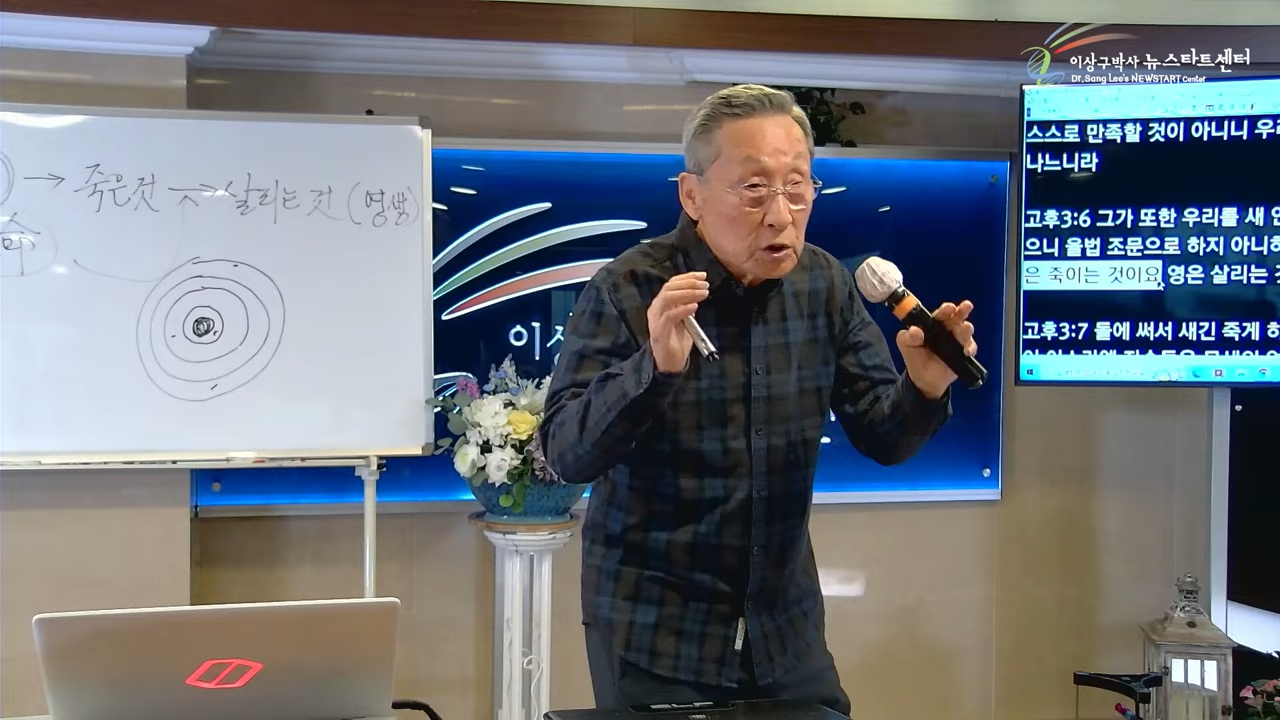 이상구박사 뉴스타트센터
Dr. Sang Lee's NEWSTART Center
→ 죽은것 → 살리는 것 (영생)
命
이상
스스로 만족할 것이 아니니
나느니라
고후3:6 그가 또한 우리를 새
으니 율법 조문으로 하지 아니하
은 죽이는 것이요 영은 살리는
고후3:7 돌에 써서 새긴 죽게 하